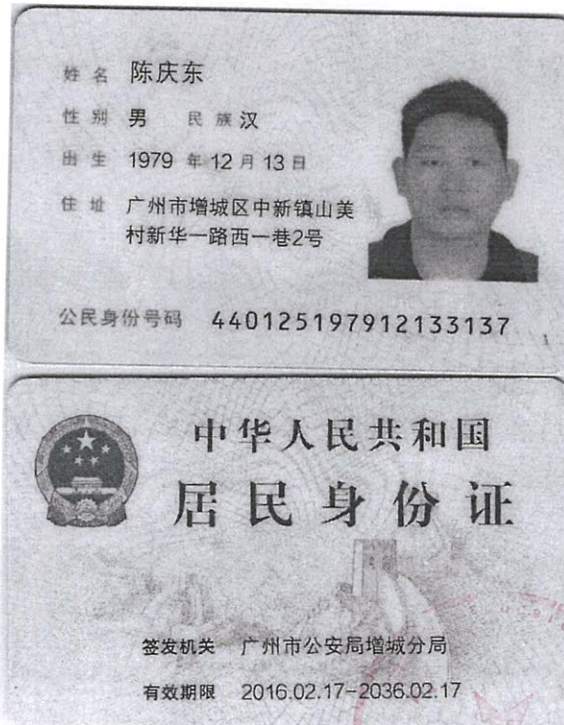 姓名 陈庆东
性别 男 民族 汉
出生 1979 年 12 月 13 日
住址 广州市增城区中新镇山美
村新华一路西一巷2号
公民身份号码 440125197912133137
中华人民共和国
居民身份证
签发机关 广州市公安局增城分局
有效期限 2016.02.17-2036.02.17